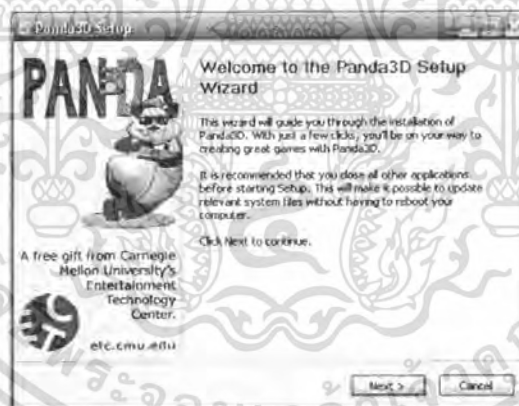 Panda3D Setup
PANDA
Welcome to the Panda3D Setup
Wizard
This wizard will guide you through the installation of
Panda3D. With just a few clicks, you'll be on your way to
creating great games with Panda3D.
It is recommended that you close all other applications
before starting Setup. This will make it possible to update
relevant system files without having to reboot your
computer.
Click Next to continue.
A free gift from Carnegie
Mellon University's
Entertainment
Technology
Center.
etc.cmu.edu
Next >
Cancel